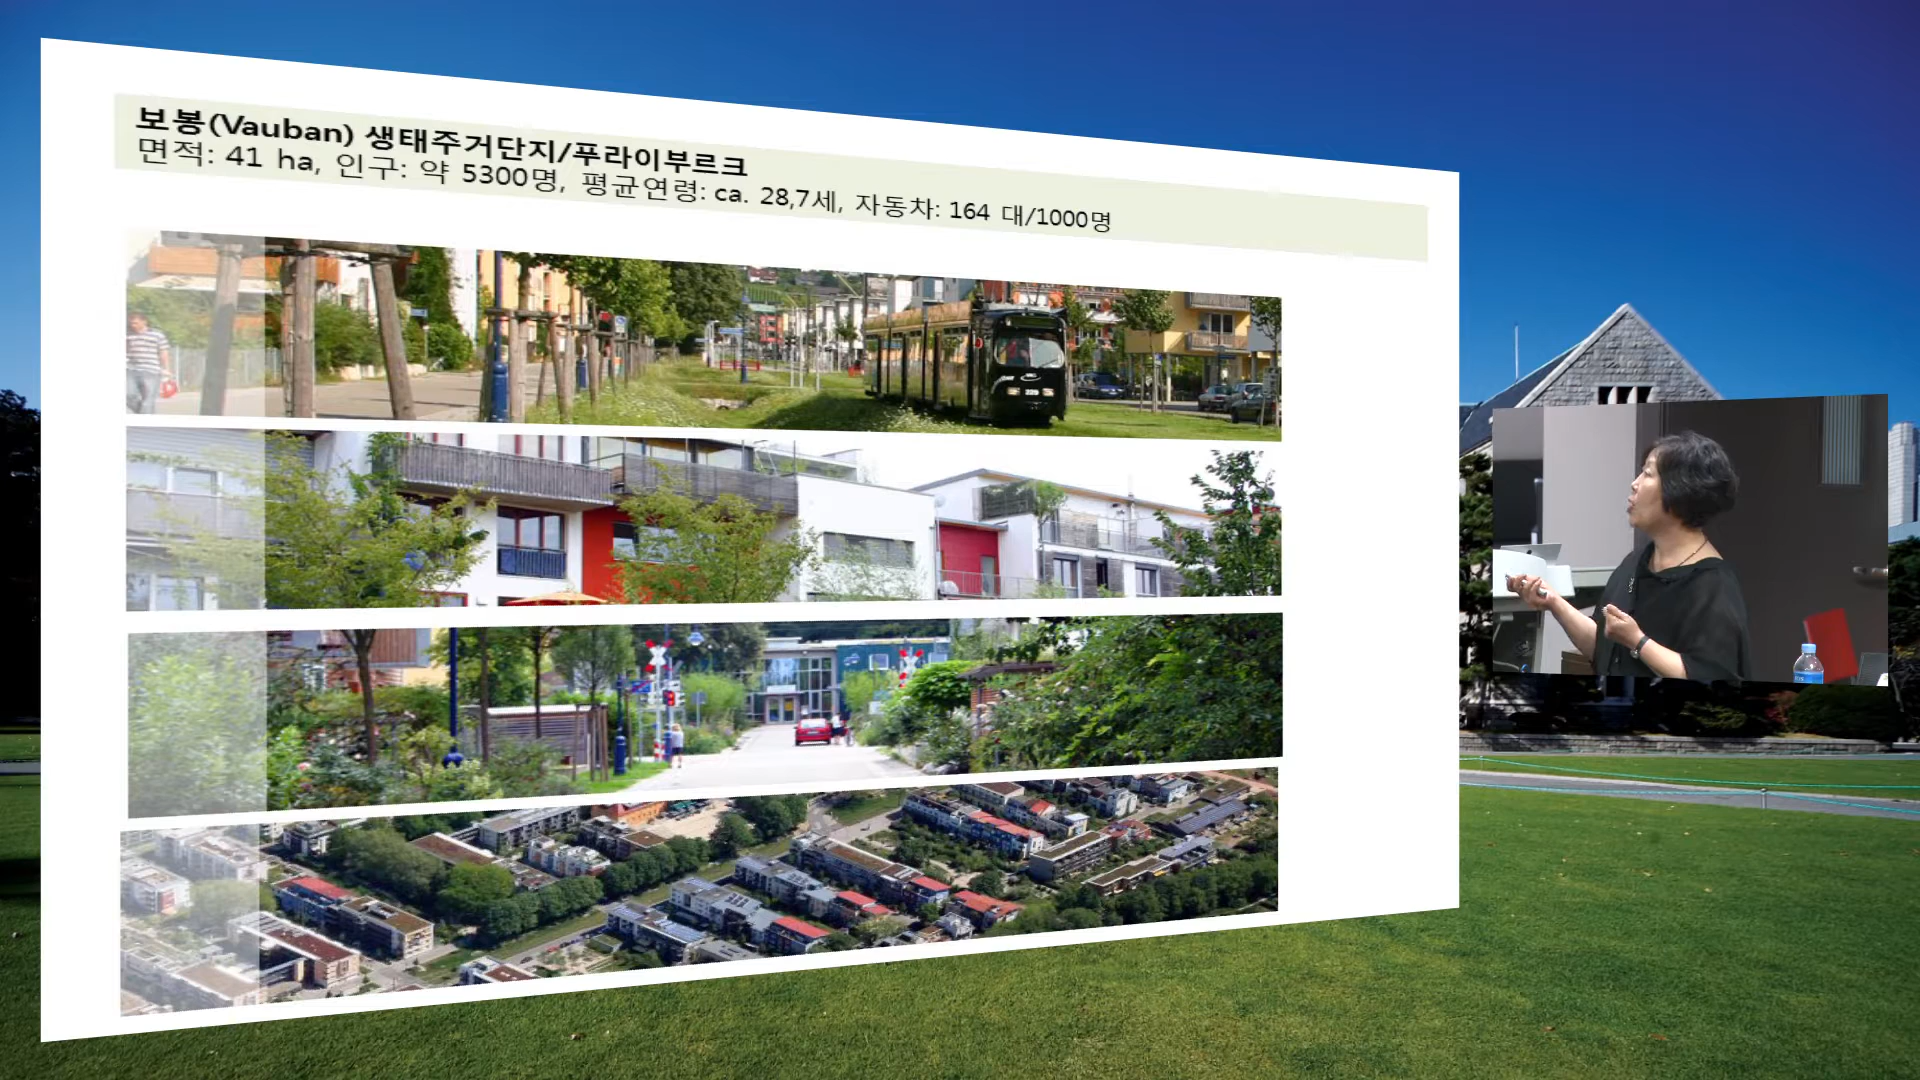 보봉(Vauban) 생태주거단지/푸라이부르크
면적: 41 ha, 인구: 약 5300명, 평균연령: ca. 28,7세, 자동차: 164 대/1000명